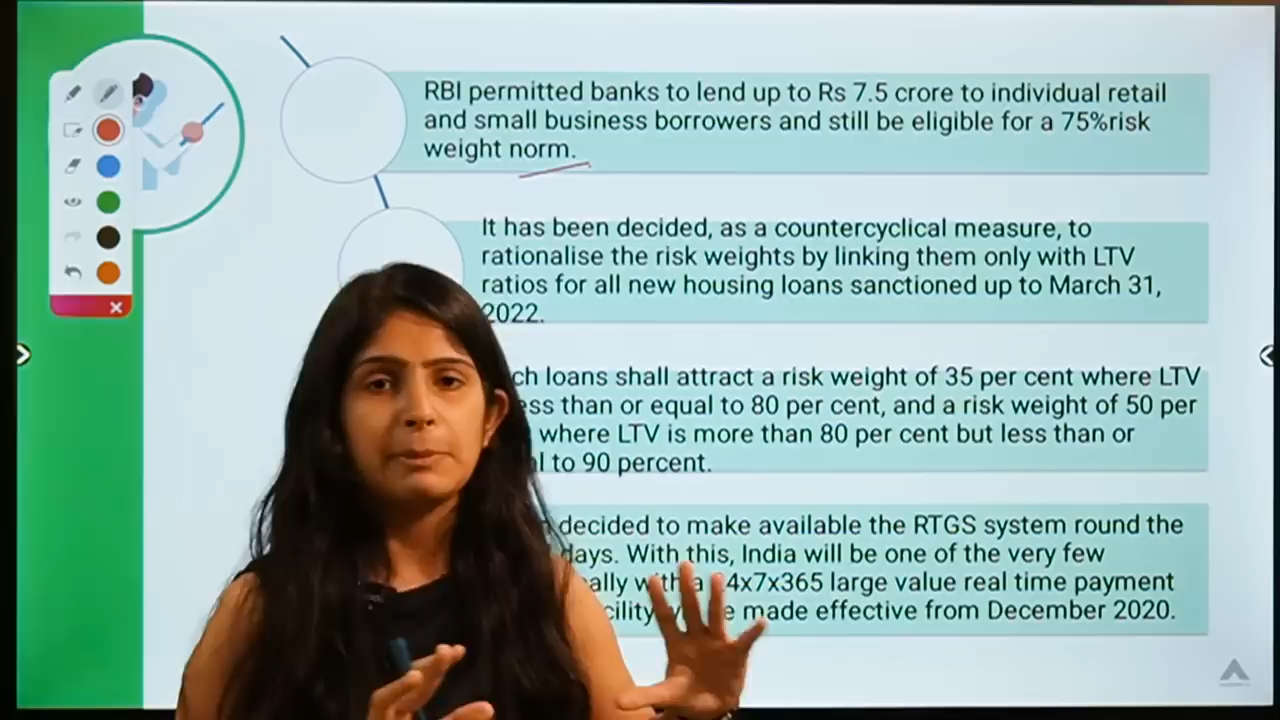 RBI permitted banks to lend up to Rs 7.5 crore to individual retail
and small business borrowers and still be eligible for a 75%risk
weight norm.
It has been decided, as a countercyclical measure, to
rationalise the risk weights by linking them only with LTV
ratios for all new housing loans sanctioned up to March 31,
2022.
loans shall attract a risk weight of 35 per cent where LTV
than or equal to 80 per cent, and a risk weight of 50 per
where LTV is more than 80 per cent but less than or
to 90 percent.
decided to make available the RTGS system round the
days. With this, India will be one of the very few
4x7x365 large value real time payment
made effective from December 2020.